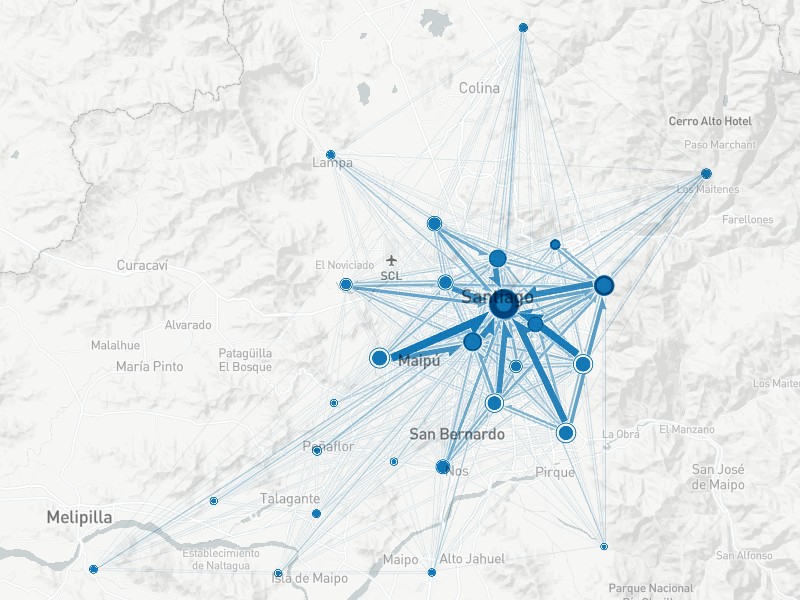 Colina
Cerro Alto Hotel
Paso Marchant
Lampa
Los Maitenes
Farellones
Curacaví
El Noviciado
SCL
Santiago
Alvarado
Malalhue
María Pinto
Patagüilla
El Bosque
Maipú
Los Maiten
San Bernardo
La Obrá
El Manzano
Peñaflor
Nos
Pirque
San José
de Maipo
Talagante
Melipilla
Establecimiento
de Naltagua
Isla de Maipo
Maipo
Alto Jahuel
San Alfonso
Parque Nacional